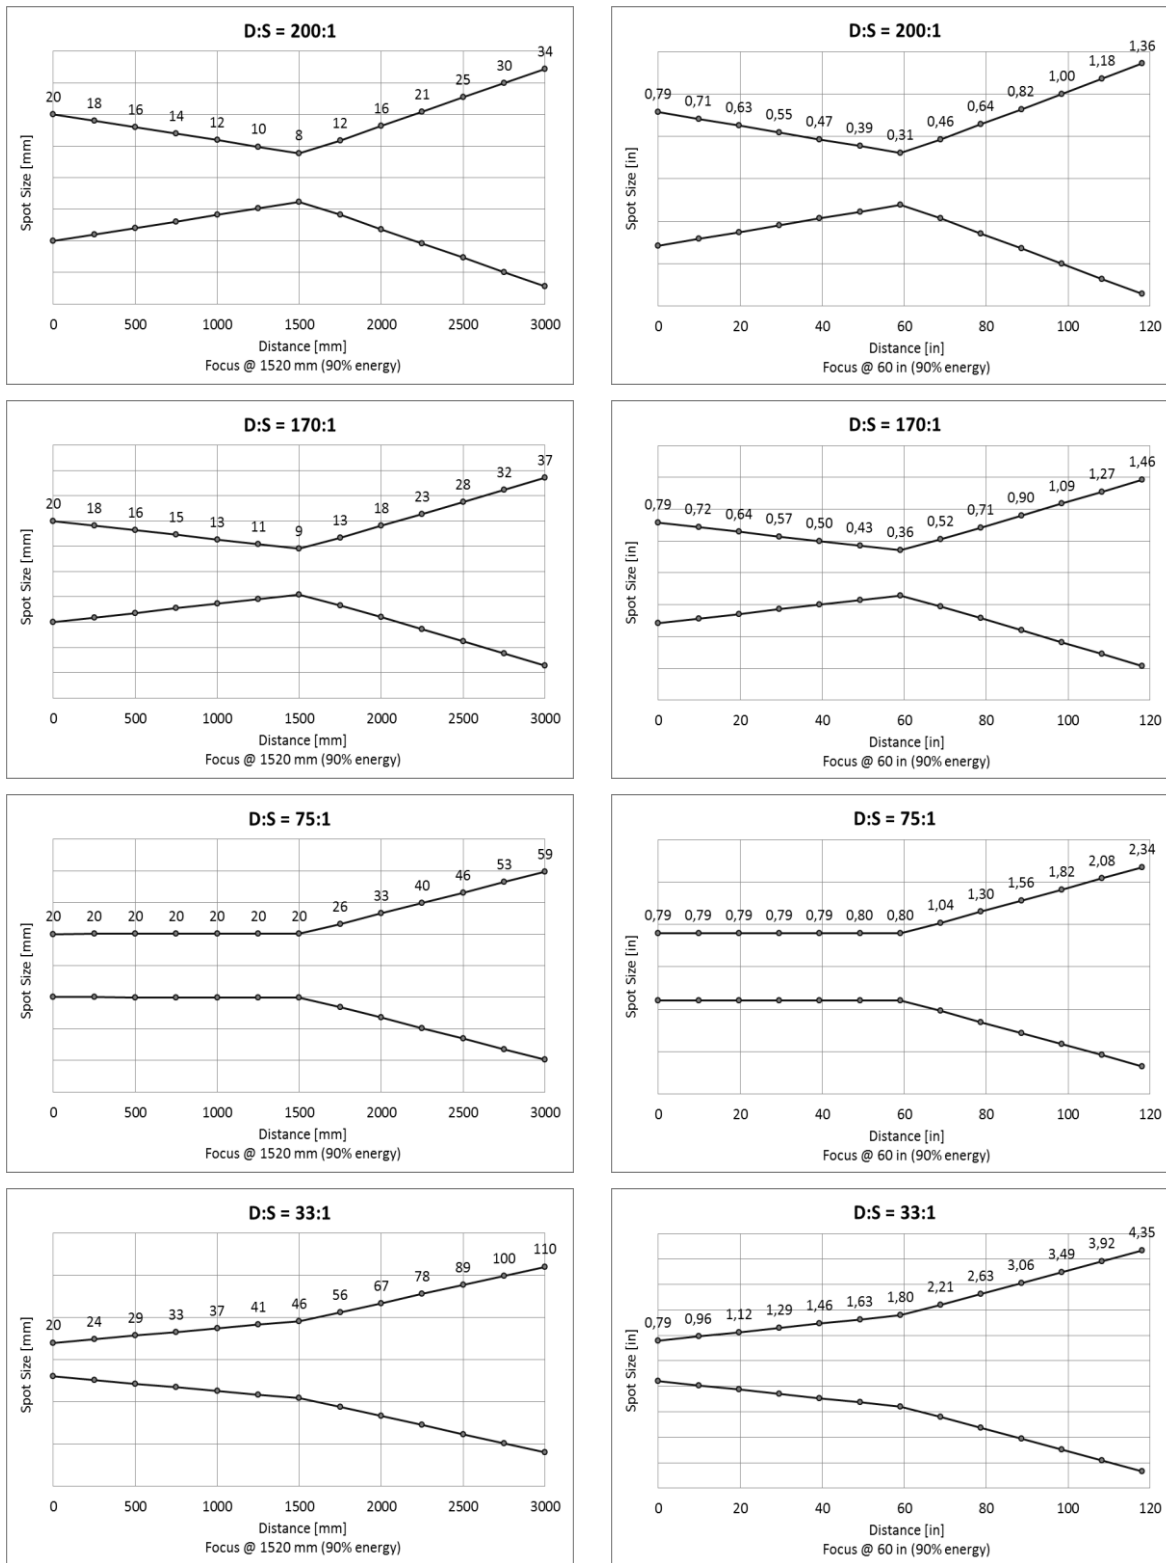 D:S = 200:1
20 18 16 14 12 10 8 12 16 21 25 30 34
Spot Size [mm]
0 500 1000 1500 2000 2500 3000
Distance [mm]
Focus @ 1520 mm (90% energy)
D:S = 200:1
0,79 0,71 0,63 0,55 0,47 0,39 0,31 0,46 0,64 0,82 1,00 1,18 1,36
Spot Size [in]
0 20 40 60 80 100 120
Distance [in]
Focus @ 60 in (90% energy)
D:S = 170:1
20 18 16 15 13 11 9 13 18 23 28 32 37
Spot Size [mm]
0 500 1000 1500 2000 2500 3000
Distance [mm]
Focus @ 1520 mm (90% energy)
D:S = 170:1
0,79 0,72 0,64 0,57 0,50 0,43 0,36 0,52 0,71 0,90 1,09 1,27 1,46
Spot Size [in]
0 20 40 60 80 100 120
Distance [in]
Focus @ 60 in (90% energy)
D:S = 75:1
20 20 20 20 20 20 20 26 33 40 46 53 59
Spot Size [mm]
0 500 1000 1500 2000 2500 3000
Distance [mm]
Focus @ 1520 mm (90% energy)
D:S = 75:1
0,79 0,79 0,79 0,79 0,79 0,80 0,80 1,04 1,30 1,56 1,82 2,08 2,34
Spot Size [in]
0 20 40 60 80 100 120
Distance [in]
Focus @ 60 in (90% energy)
D:S = 33:1
20 24 29 33 37 41 46 56 67 78 89 100 110
Spot Size [mm]
0 500 1000 1500 2000 2500 3000
Distance [mm]
Focus @ 1520 mm (90% energy)
D:S = 33:1
0,79 0,96 1,12 1,29 1,46 1,63 1,80 2,21 2,63 3,06 3,49 3,92 4,35
Spot Size [in]
0 20 40 60 80 100 120
Distance [in]
Focus @ 60 in (90% energy)